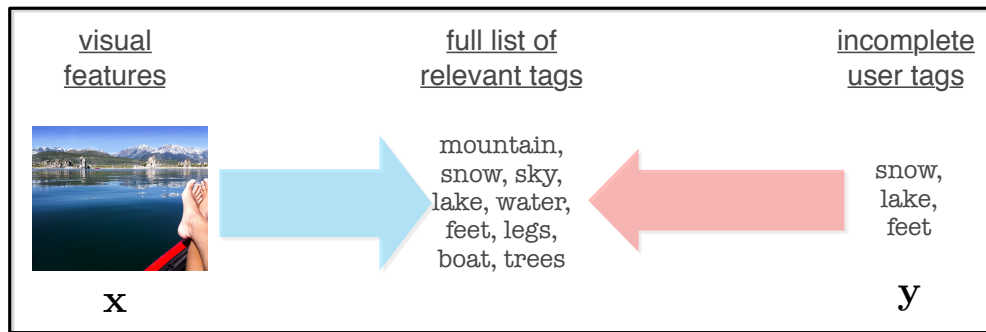 visual
features
full list of
relevant tags
incomplete
user tags
mountain,
snow, sky,
lake, water,
feet, legs,
boat, trees
snow,
lake,
feet
x
y